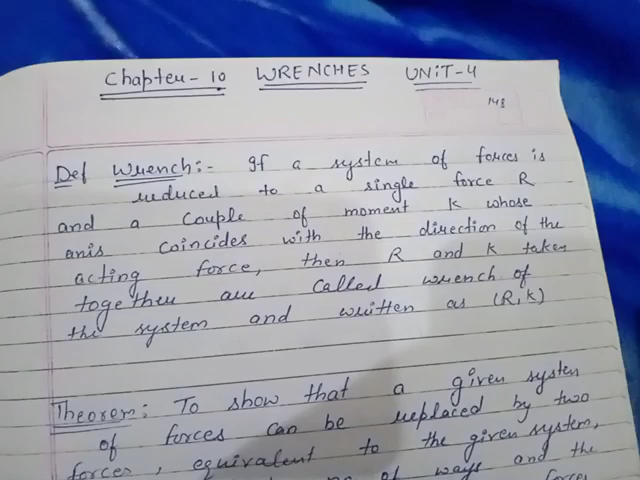 Chapter-10 WRENCHES UNIT-4
148
Def Wrench:- If a system of forces is
reduced to a single force R
and a couple of moment K whose
axis coincides with the direction of the
acting force, then R and K taken
together are called wrench of
the system and written as (R,K)
Theorem: To show that a given system
of forces can be replaced by two
forces, equivalent to the given system,
of ways and the
forces